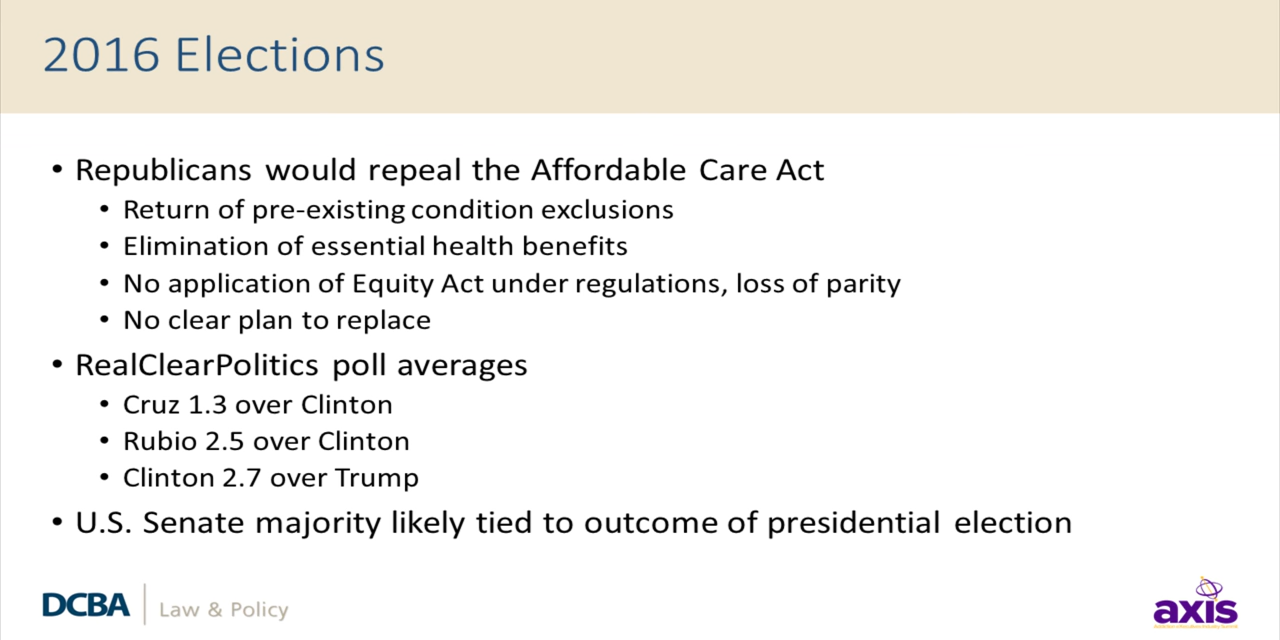 2016 Elections
• Republicans would repeal the Affordable Care Act
• Return of pre-existing condition exclusions
• Elimination of essential health benefits
• No application of Equity Act under regulations, loss of parity
• No clear plan to replace
• RealClearPolitics poll averages
• Cruz 1.3 over Clinton
• Rubio 2.5 over Clinton
• Clinton 2.7 over Trump
• U.S. Senate majority likely tied to outcome of presidential election
DCBA Law & Policy
axis